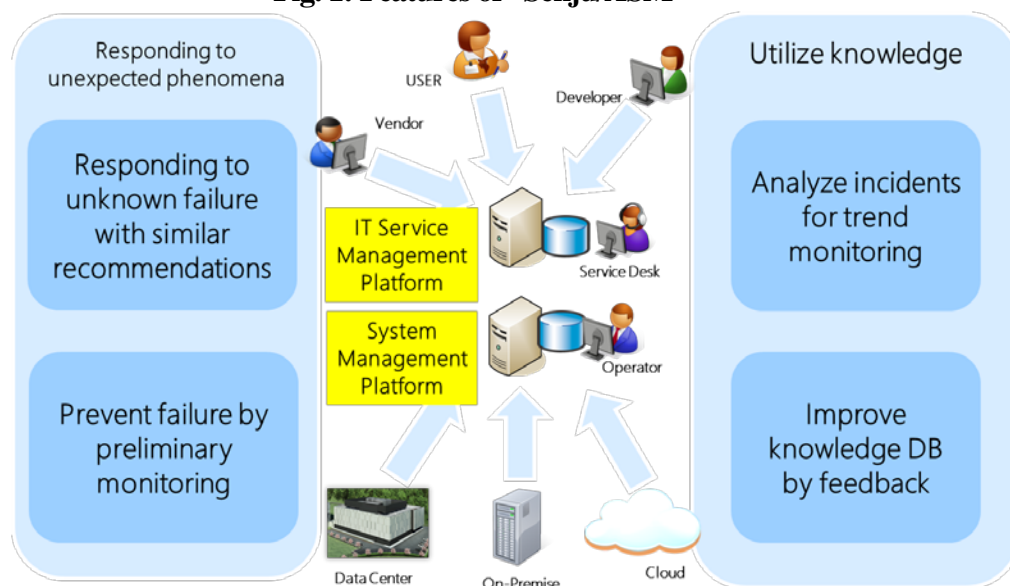 Responding to
unexpected phenomena
Responding to
unknown failure
with similar
recommendations
Prevent failure by
preliminary
monitoring
USER
Vendor
Developer
IT Service
Management
Platform
Service Desk
System
Management
Platform
Operator
Data Center
On-Premise
Cloud
Utilize knowledge
Analyze incidents
for trend
monitoring
Improve
knowledge DB
by feedback